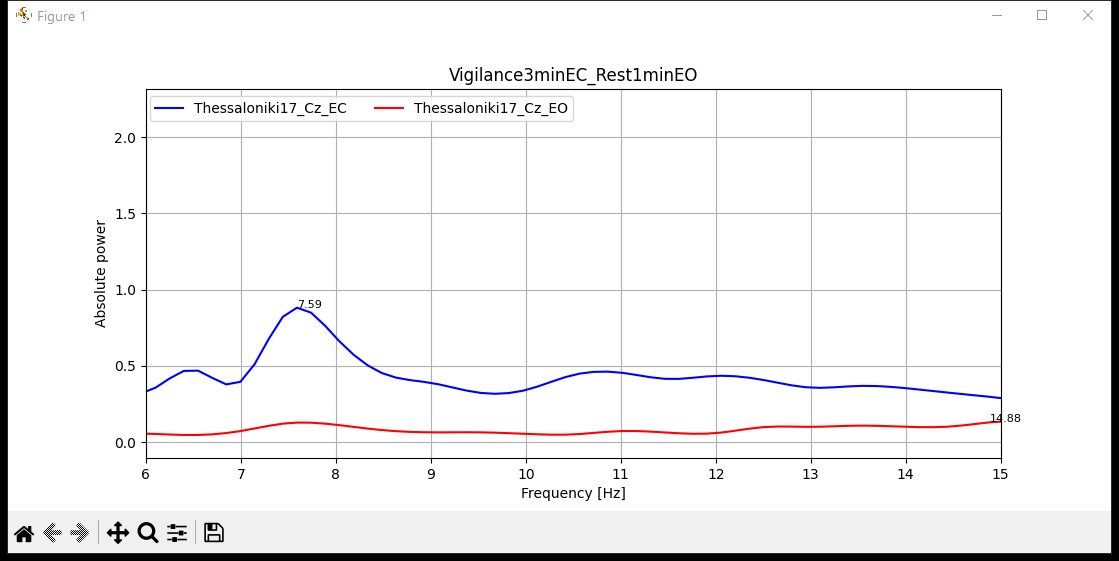 Figure 1
Vigilance3minEC_Rest1minEO
Thessaloniki17_Cz_EC Thessaloniki17_Cz_EO
2.0
1.5
1.0
0.5
0.0
Absolute power
7.59
14.88
6 7 8 9 10 11 12 13 14 15
Frequency [Hz]